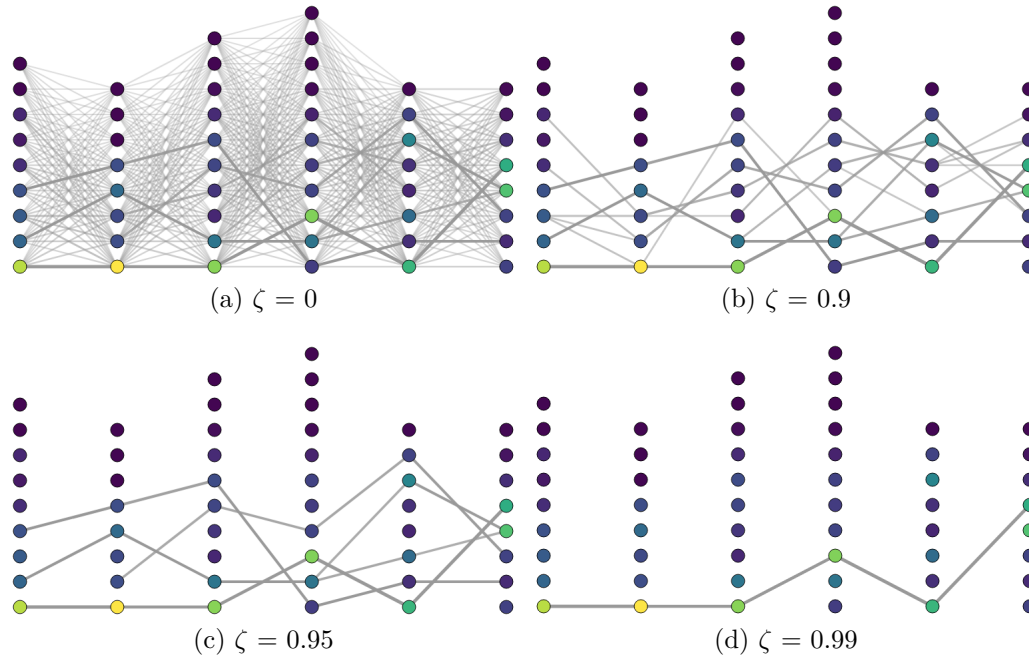 (a) ζ = 0
(b) ζ = 0.9
(c) ζ = 0.95
(d) ζ = 0.99